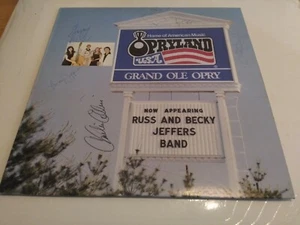 Home of American Music
OPRYLAND
USA
GRAND OLE OPRY
NOW APPEARING
RUSS AND BECKY
JEFFERS
BAND